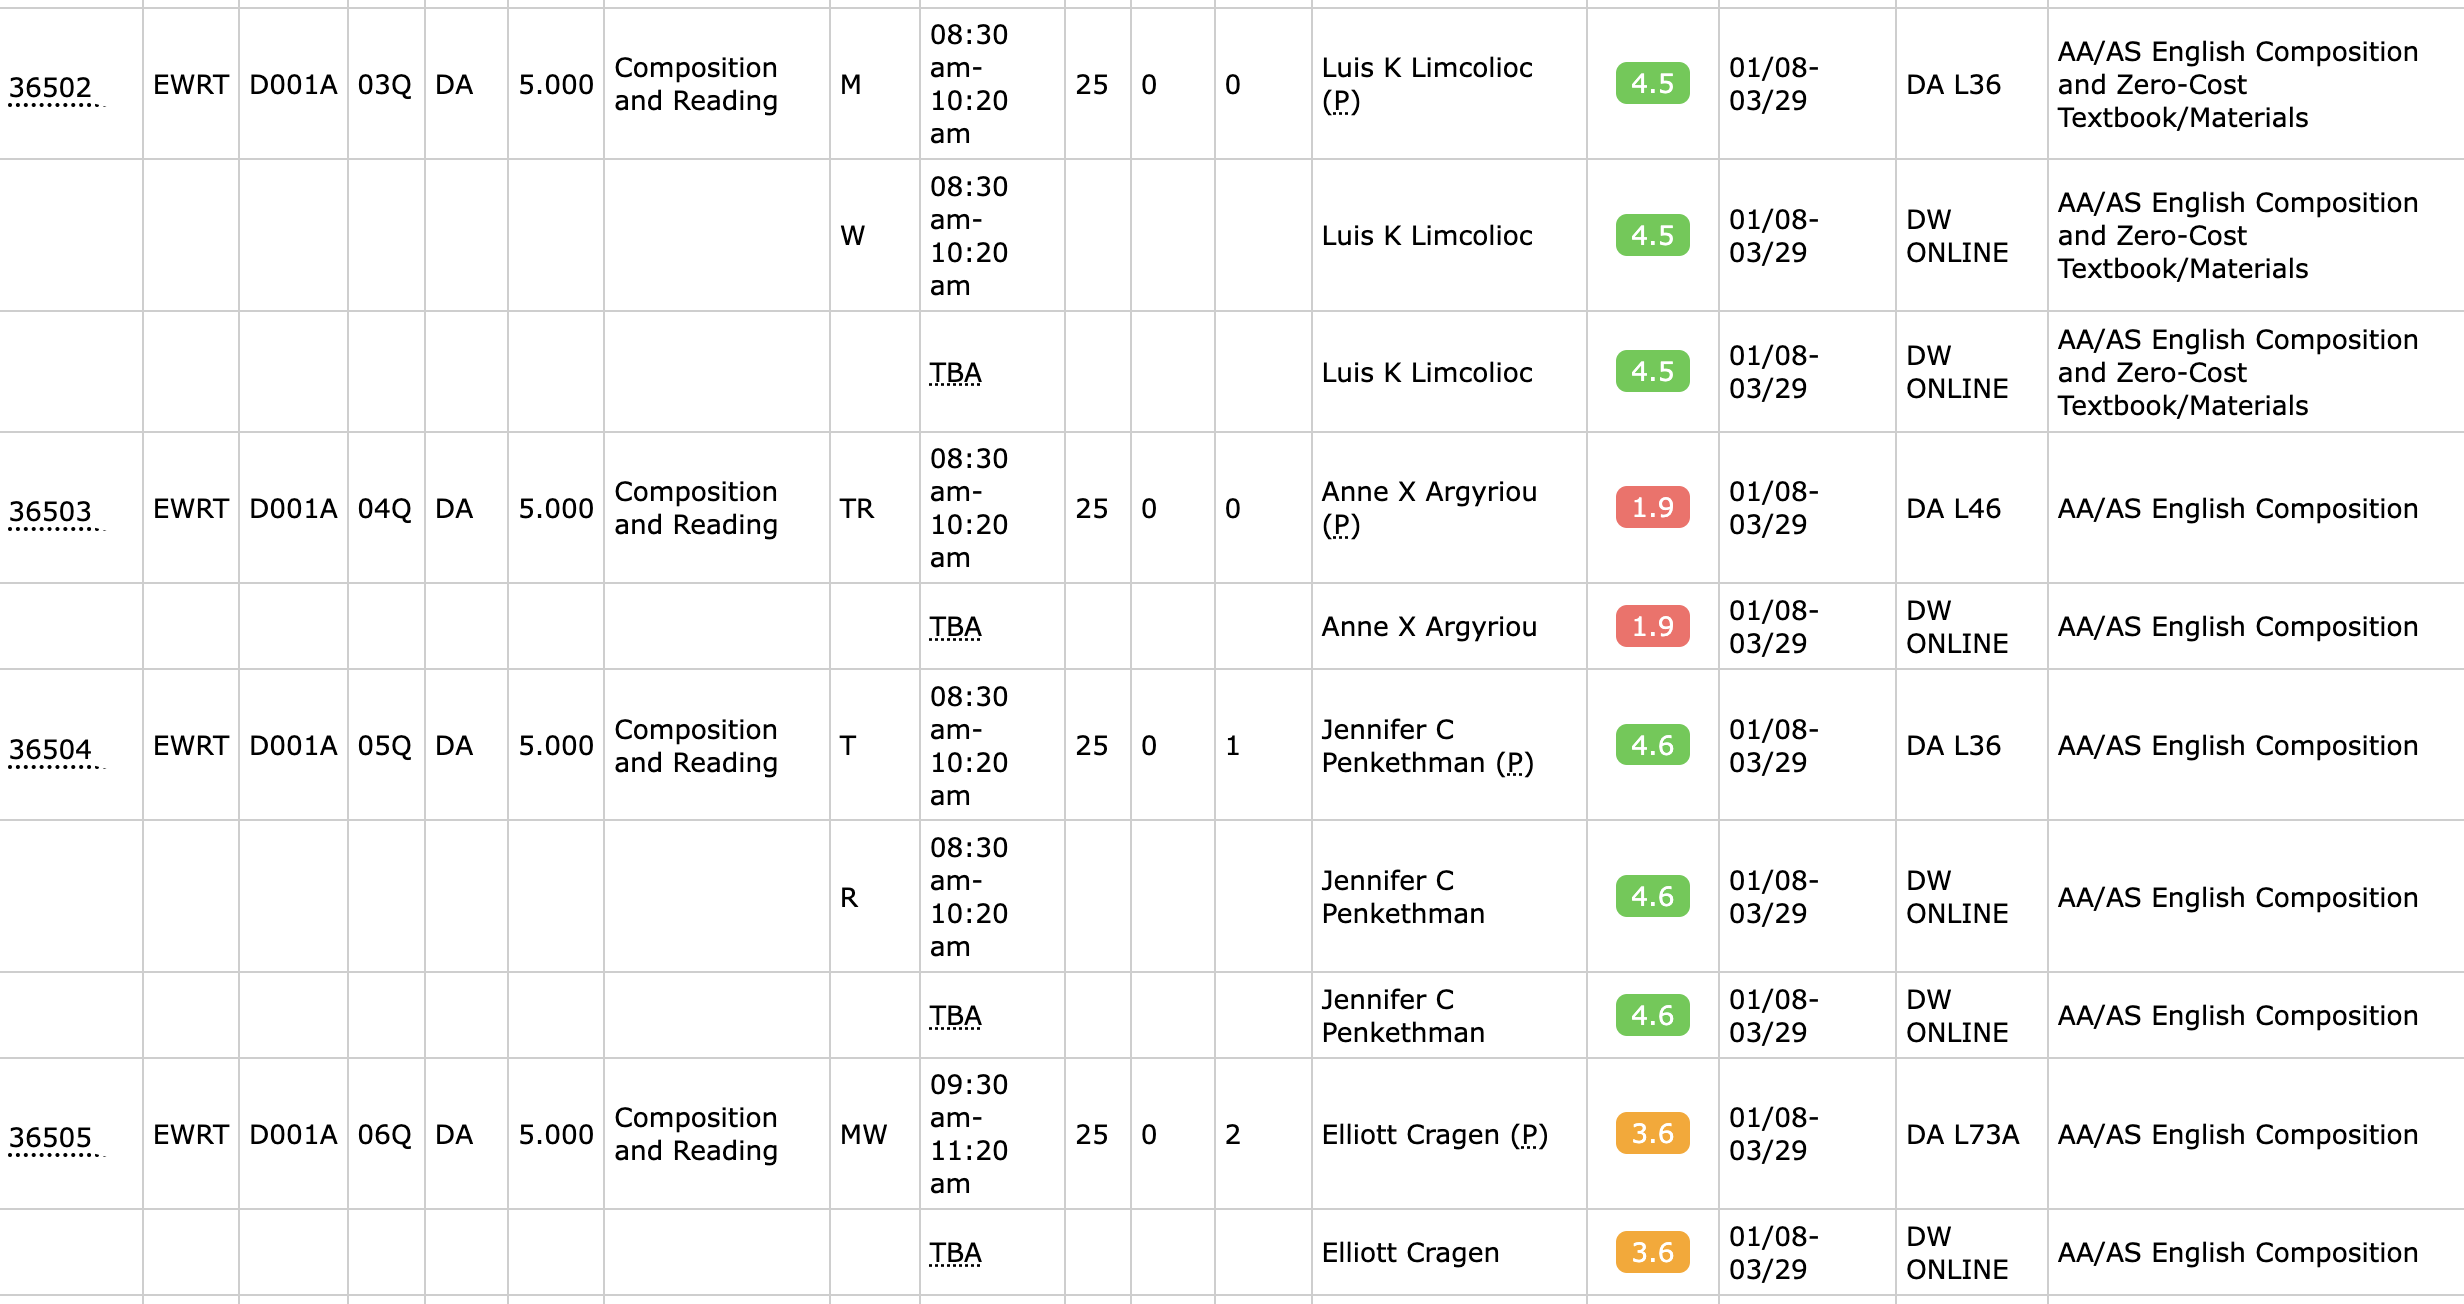 36502 EWRT D001A 03Q DA 5.000 Composition and Reading M 08:30 am-10:20 am 25 0 0 Luis K Limcolioc (P) 4.5 01/08-03/29 DA L36 AA/AS English Composition and Zero-Cost Textbook/Materials
W 08:30 am-10:20 am Luis K Limcolioc 4.5 01/08-03/29 DW ONLINE AA/AS English Composition and Zero-Cost Textbook/Materials
TBA Luis K Limcolioc 4.5 01/08-03/29 DW ONLINE AA/AS English Composition and Zero-Cost Textbook/Materials
36503 EWRT D001A 04Q DA 5.000 Composition and Reading TR 08:30 am-10:20 am 25 0 0 Anne X Argyriou (P) 1.9 01/08-03/29 DA L46 AA/AS English Composition
TBA Anne X Argyriou 1.9 01/08-03/29 DW ONLINE AA/AS English Composition
36504 EWRT D001A 05Q DA 5.000 Composition and Reading T 08:30 am-10:20 am 25 0 1 Jennifer C Penkethman (P) 4.6 01/08-03/29 DA L36 AA/AS English Composition
R 08:30 am-10:20 am Jennifer C Penkethman 4.6 01/08-03/29 DW ONLINE AA/AS English Composition
TBA Jennifer C Penkethman 4.6 01/08-03/29 DW ONLINE AA/AS English Composition
36505 EWRT D001A 06Q DA 5.000 Composition and Reading MW 09:30 am-11:20 am 25 0 2 Elliott Cragen (P) 3.6 01/08-03/29 DA L73A AA/AS English Composition
TBA Elliott Cragen 3.6 01/08-03/29 DW ONLINE AA/AS English Composition